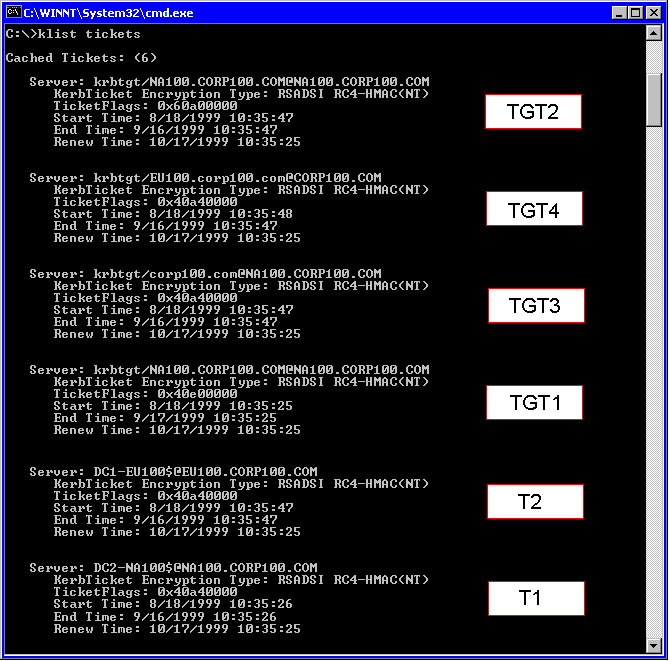 C:\WINNT\System32\cmd.exe
C:\>klist tickets
Cached Tickets: (6)
Server: krbtgt/NA100.CORP100.COM@NA100.CORP100.COM
KerbTicket Encryption Type: RSADSI RC4-HMAC(NT)
TicketFlags: 0x60a00000
Start Time: 8/18/1999 10:35:47
End Time: 9/16/1999 10:35:47
Renew Time: 10/17/1999 10:35:25
TGT2
Server: krbtgt/EU100.corp100.com@CORP100.COM
KerbTicket Encryption Type: RSADSI RC4-HMAC(NT)
TicketFlags: 0x40a40000
Start Time: 8/18/1999 10:35:48
End Time: 9/16/1999 10:35:47
Renew Time: 10/17/1999 10:35:25
TGT4
Server: krbtgt/corp100.com@NA100.CORP100.COM
KerbTicket Encryption Type: RSADSI RC4-HMAC(NT)
TicketFlags: 0x40a40000
Start Time: 8/18/1999 10:35:47
End Time: 9/16/1999 10:35:47
Renew Time: 10/17/1999 10:35:25
TGT3
Server: krbtgt/NA100.CORP100.COM@NA100.CORP100.COM
KerbTicket Encryption Type: RSADSI RC4-HMAC(NT)
TicketFlags: 0x40e00000
Start Time: 8/18/1999 10:35:25
End Time: 9/16/1999 10:35:25
Renew Time: 10/17/1999 10:35:25
TGT1
Server: DC1-EU100$@EU100.CORP100.COM
KerbTicket Encryption Type: RSADSI RC4-HMAC(NT)
TicketFlags: 0x40a40000
Start Time: 8/18/1999 10:35:47
End Time: 9/16/1999 10:35:47
Renew Time: 10/17/1999 10:35:25
T2
Server: DC2-NA100$@NA100.CORP100.COM
KerbTicket Encryption Type: RSADSI RC4-HMAC(NT)
TicketFlags: 0x40a40000
Start Time: 8/18/1999 10:35:26
End Time: 9/16/1999 10:35:26
Renew Time: 10/17/1999 10:35:25
T1